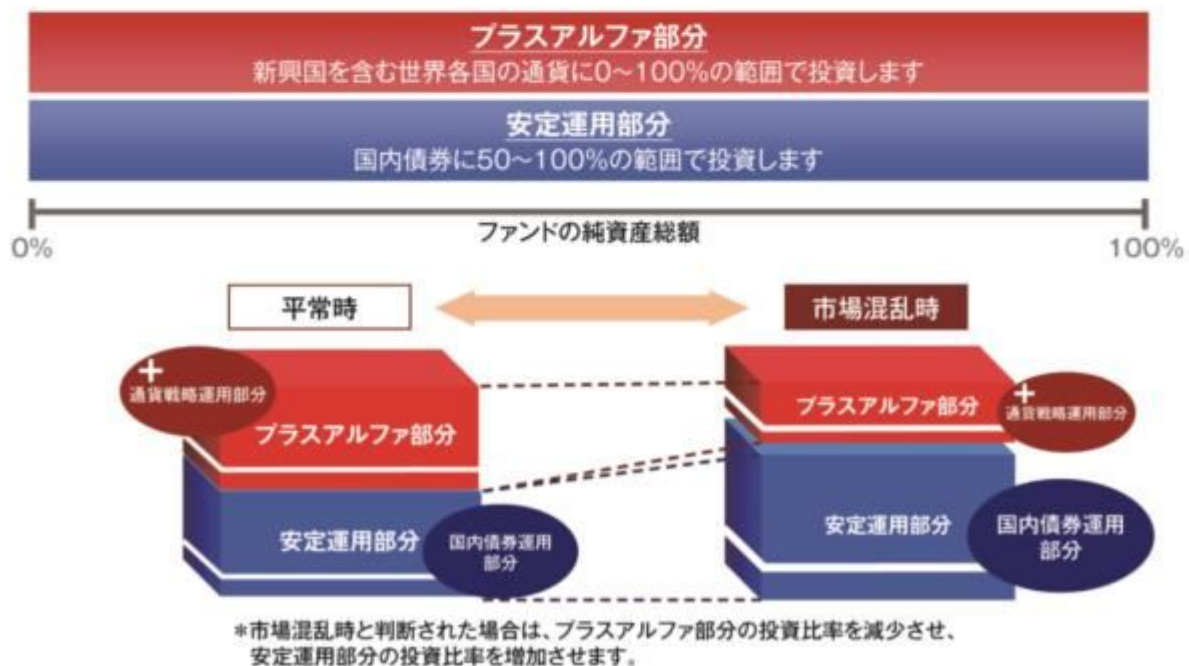 プラスアルファ部分
新興国を含む世界各国の通貨に0～100%の範囲で投資します
安定運用部分
国内債券に50～100%の範囲で投資します
0%
ファンドの純資産総額
100%
平常時
市場混乱時
+
通貨戦略運用部分
プラスアルファ部分
安定運用部分
国内債券運用
部分
プラスアルファ部分
+
通貨戦略運用部分
安定運用部分
国内債券運用
部分
*市場混乱時と判断された場合は、プラスアルファ部分の投資比率を減少させ、
安定運用部分の投資比率を増加させます。